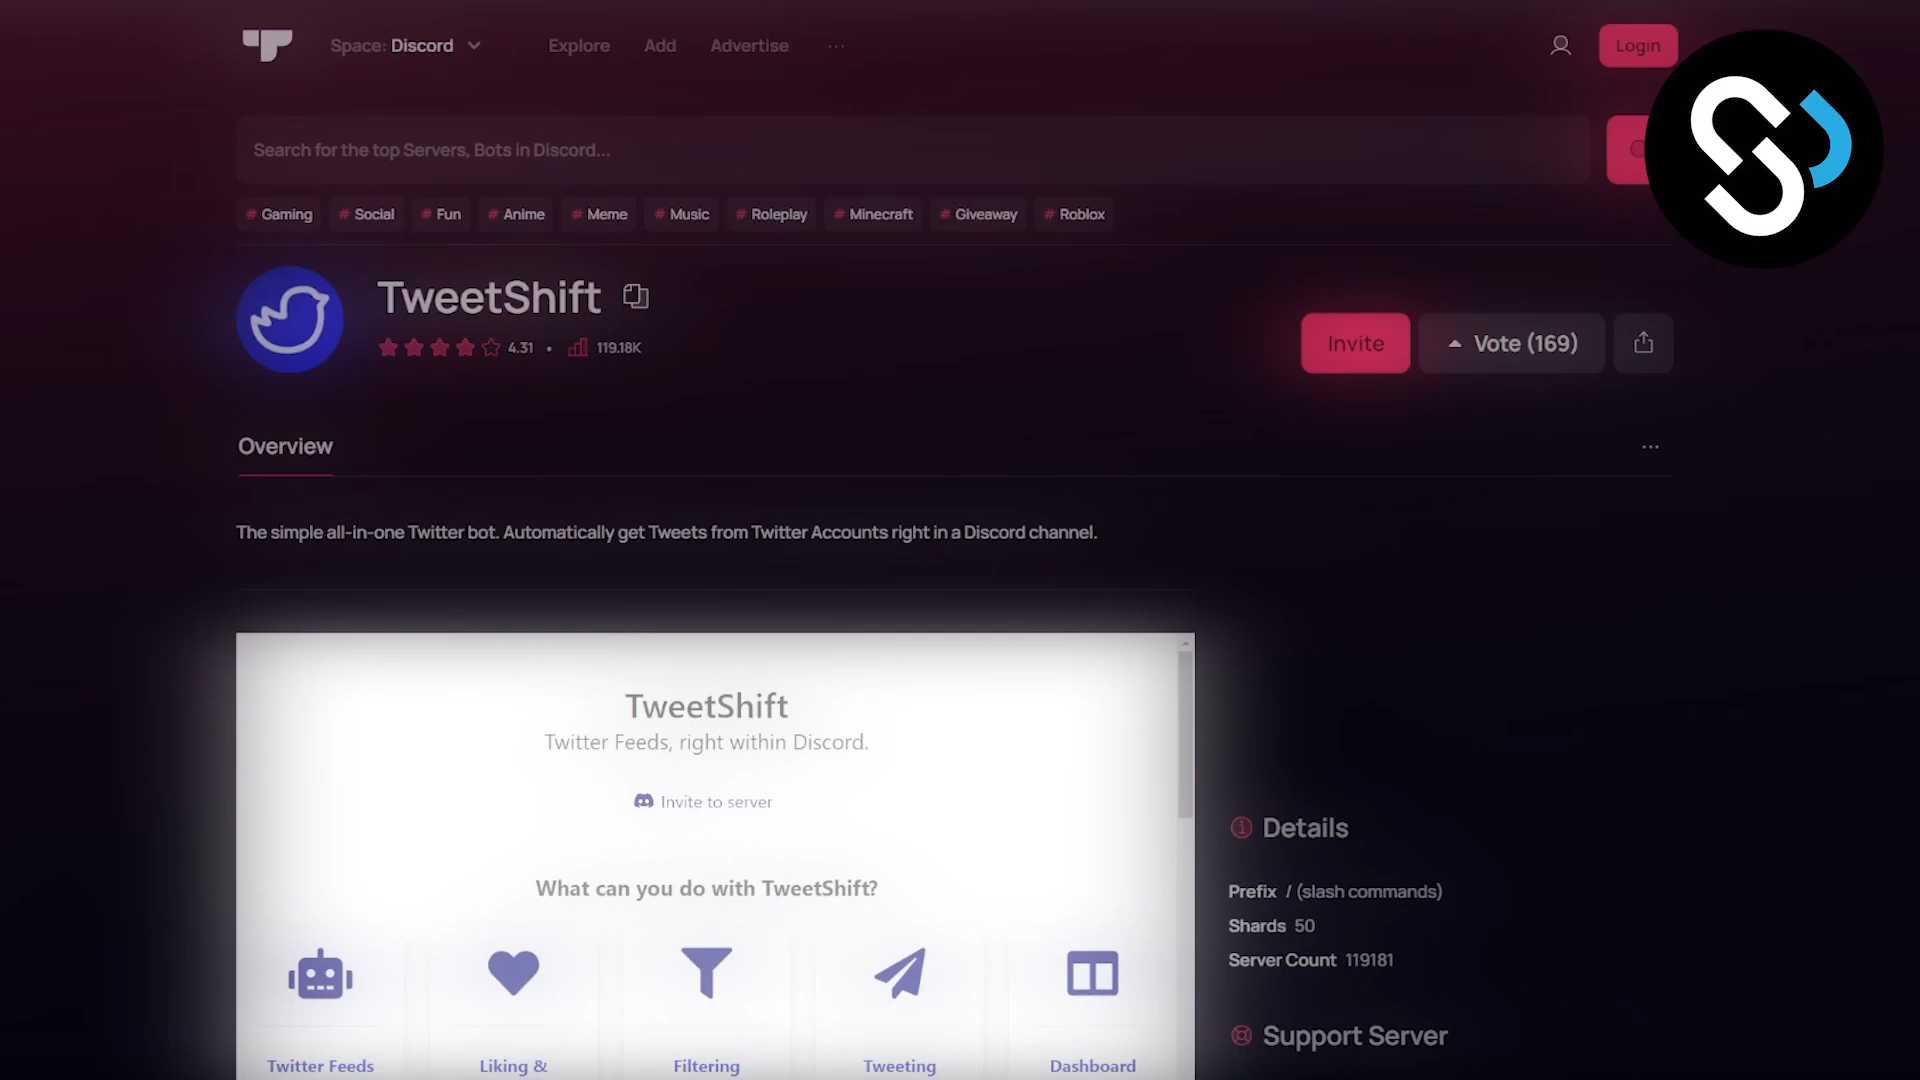 Space: Discord
Explore
Add
Advertise
Login
Search for the top Servers, Bots in Discord...
# Gaming
# Social
# Fun
# Anime
# Meme
# Music
# Roleplay
# Minecraft
# Giveaway
# Roblox
TweetShift
4.31 • 119.18K
Invite
Vote (169)
Overview
The simple all-in-one Twitter bot. Automatically get Tweets from Twitter Accounts right in a Discord channel.
TweetShift
Twitter Feeds, right within Discord.
Invite to server
What can you do with TweetShift?
Twitter Feeds
Liking &
Filtering
Tweeting
Dashboard
Details
Prefix / (slash commands)
Shards 50
Server Count 119181
Support Server